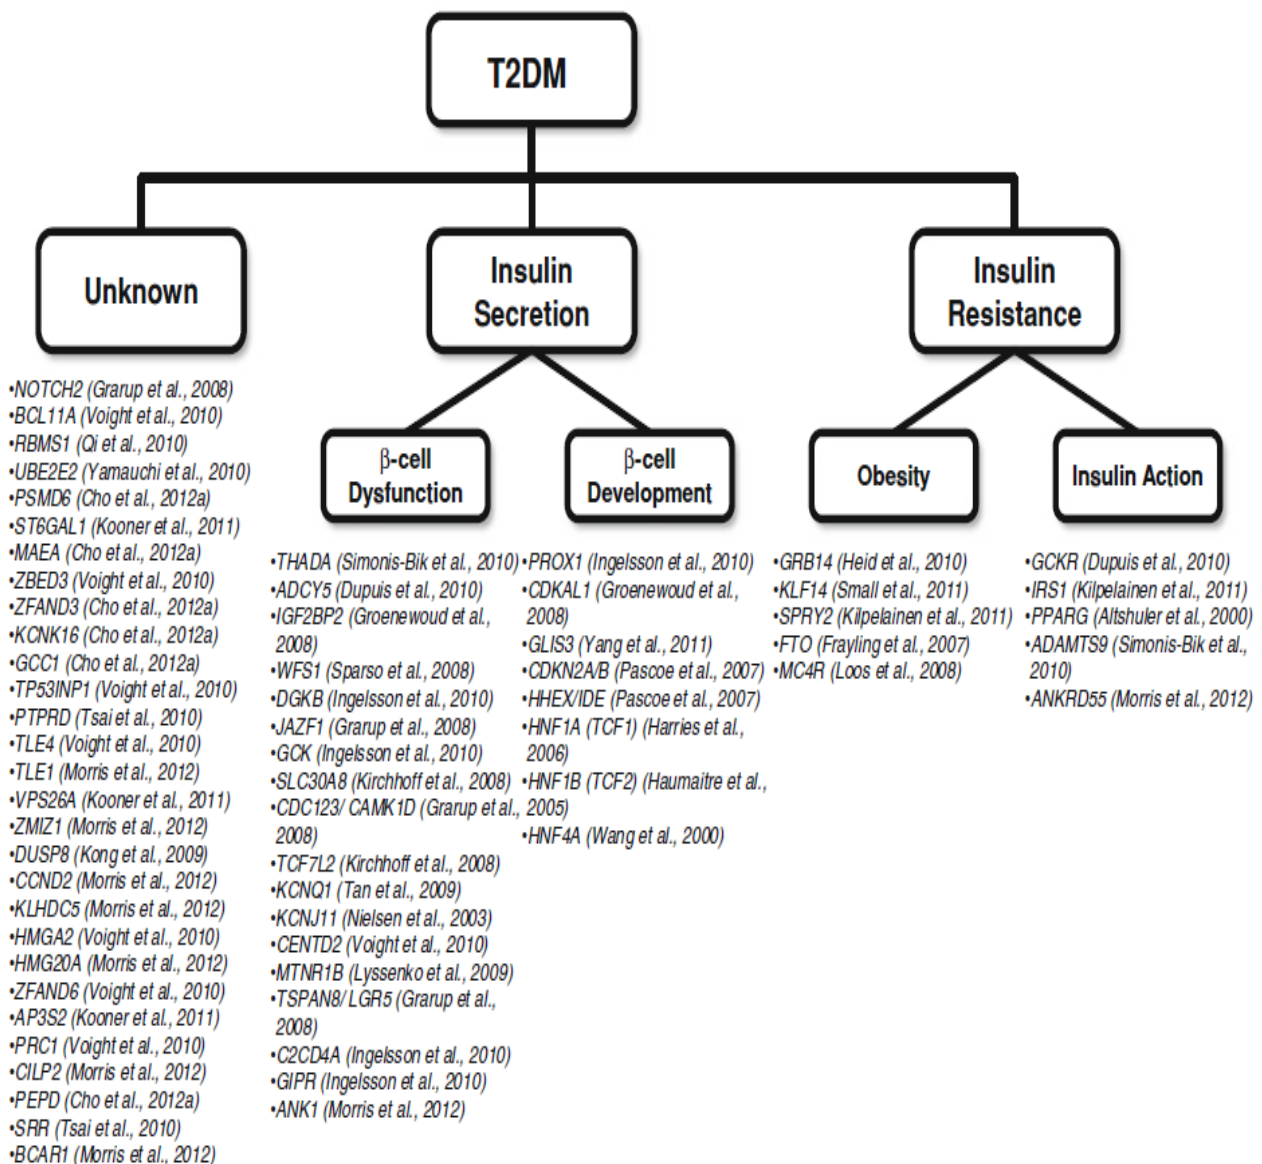 T2DM
Unknown
Insulin
Secretion
Insulin
Resistance
β-cell
Dysfunction
β-cell
Development
Obesity
Insulin Action
•NOTCH2 (Grarup et al., 2008)
•BCL11A (Voight et al., 2010)
•RBMS1 (Qi et al., 2010)
•UBE2E2 (Yamauchi et al., 2010)
•PSMD6 (Cho et al., 2012a)
•ST6GAL1 (Kooner et al., 2011)
•MAEA (Cho et al., 2012a)
•ZBED3 (Voight et al., 2010)
•ZFAND3 (Cho et al., 2012a)
•KCNK16 (Cho et al., 2012a)
•GCC1 (Cho et al., 2012a)
•TP53INP1 (Voight et al., 2010)
•PTPRD (Tsai et al., 2010)
•TLE4 (Voight et al., 2010)
•TLE1 (Morris et al., 2012)
•VPS26A (Kooner et al., 2011)
•ZMIZ1 (Morris et al., 2012)
•DUSP8 (Kong et al., 2009)
•CCND2 (Morris et al., 2012)
•KLHDC5 (Morris et al., 2012)
•HMGA2 (Voight et al., 2010)
•HMG20A (Morris et al., 2012)
•ZFAND6 (Voight et al., 2010)
•AP3S2 (Kooner et al., 2011)
•PRC1 (Voight et al., 2010)
•CILP2 (Morris et al., 2012)
•PEPD (Cho et al., 2012a)
•SRR (Tsai et al., 2010)
•BCAR1 (Morris et al., 2012)
•THADA (Simonis-Bik et al., 2010)
•ADCY5 (Dupuis et al., 2010)
•IGF2BP2 (Groenewoud et al.,
2008)
•WFS1 (Sparso et al., 2008)
•DGKB (Ingelsson et al., 2010)
•JAZF1 (Grarup et al., 2008)
•GCK (Ingelsson et al., 2010)
•SLC30A8 (Kirchhoff et al., 2008)
•CDC123/ CAMK1D (Grarup et al.,
2008)
•TCF7L2 (Kirchhoff et al., 2008)
•KCNQ1 (Tan et al., 2009)
•KCNJ11 (Nielsen et al., 2003)
•CENTD2 (Voight et al., 2010)
•MTNR1B (Lyssenko et al., 2009)
•TSPAN8/ LGR5 (Grarup et al.,
2008)
•C2CD4A (Ingelsson et al., 2010)
•GIPR (Ingelsson et al., 2010)
•ANK1 (Morris et al., 2012)
•PROX1 (Ingelsson et al., 2010)
•CDKAL1 (Groenewoud et al.,
2008)
•GLIS3 (Yang et al., 2011)
•CDKN2A/B (Pascoe et al., 2007)
•HHEX/IDE (Pascoe et al., 2007)
•HNF1A (TCF1) (Harries et al.,
2006)
•HNF1B (TCF2) (Haumaitre et al.,
2005)
•HNF4A (Wang et al., 2000)
•GRB14 (Heid et al., 2010)
•KLF14 (Small et al., 2011)
•SPRY2 (Kilpelainen et al., 2011)
•FTO (Frayling et al., 2007)
•MC4R (Loos et al., 2008)
•GCKR (Dupuis et al., 2010)
•IRS1 (Kilpelainen et al., 2011)
•PPARG (Altshuler et al., 2000)
•ADAMTS9 (Simonis-Bik et al.,
2010)
•ANKRD55 (Morris et al., 2012)